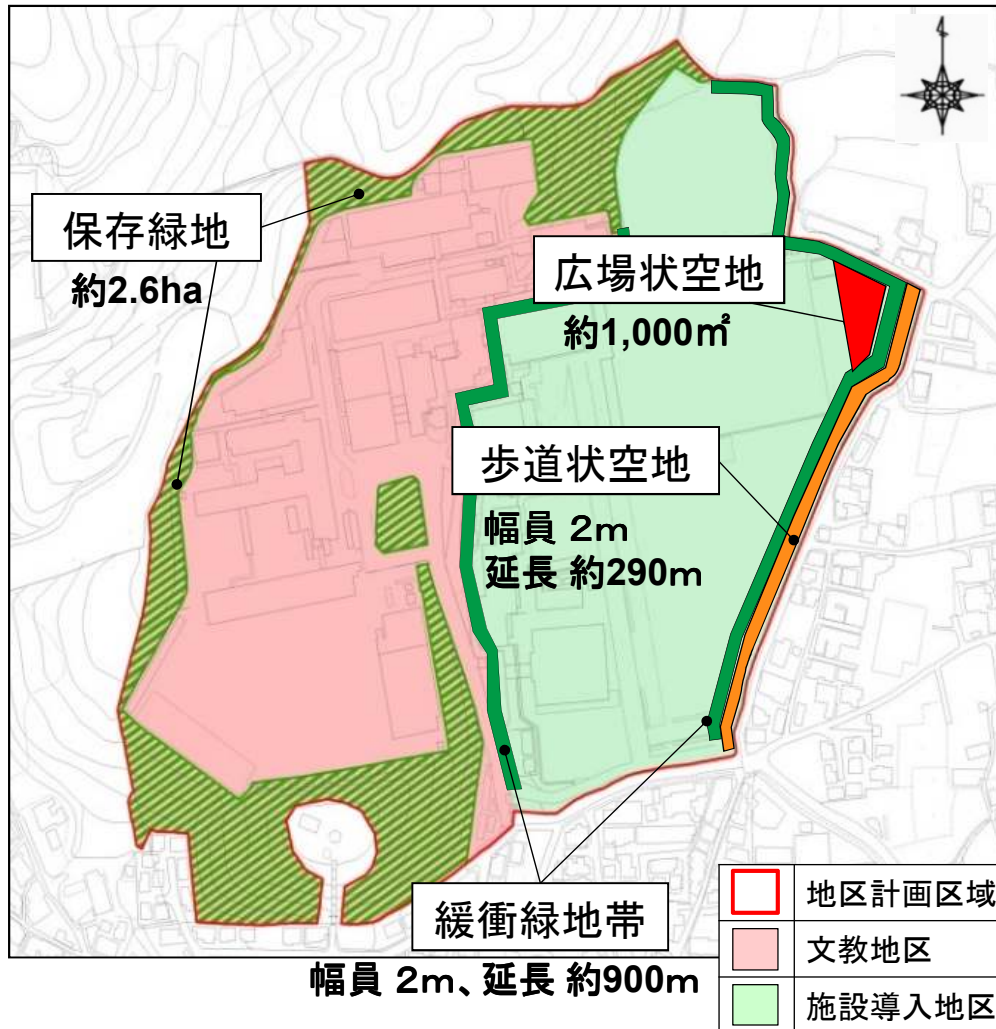 保存緑地
約2.6ha
広場状空地
約1,000㎡
歩道状空地
幅員 2m
延長 約290m
緩衝緑地帯
幅員 2m、延長 約900m
地区計画区域
文教地区
施設導入地区